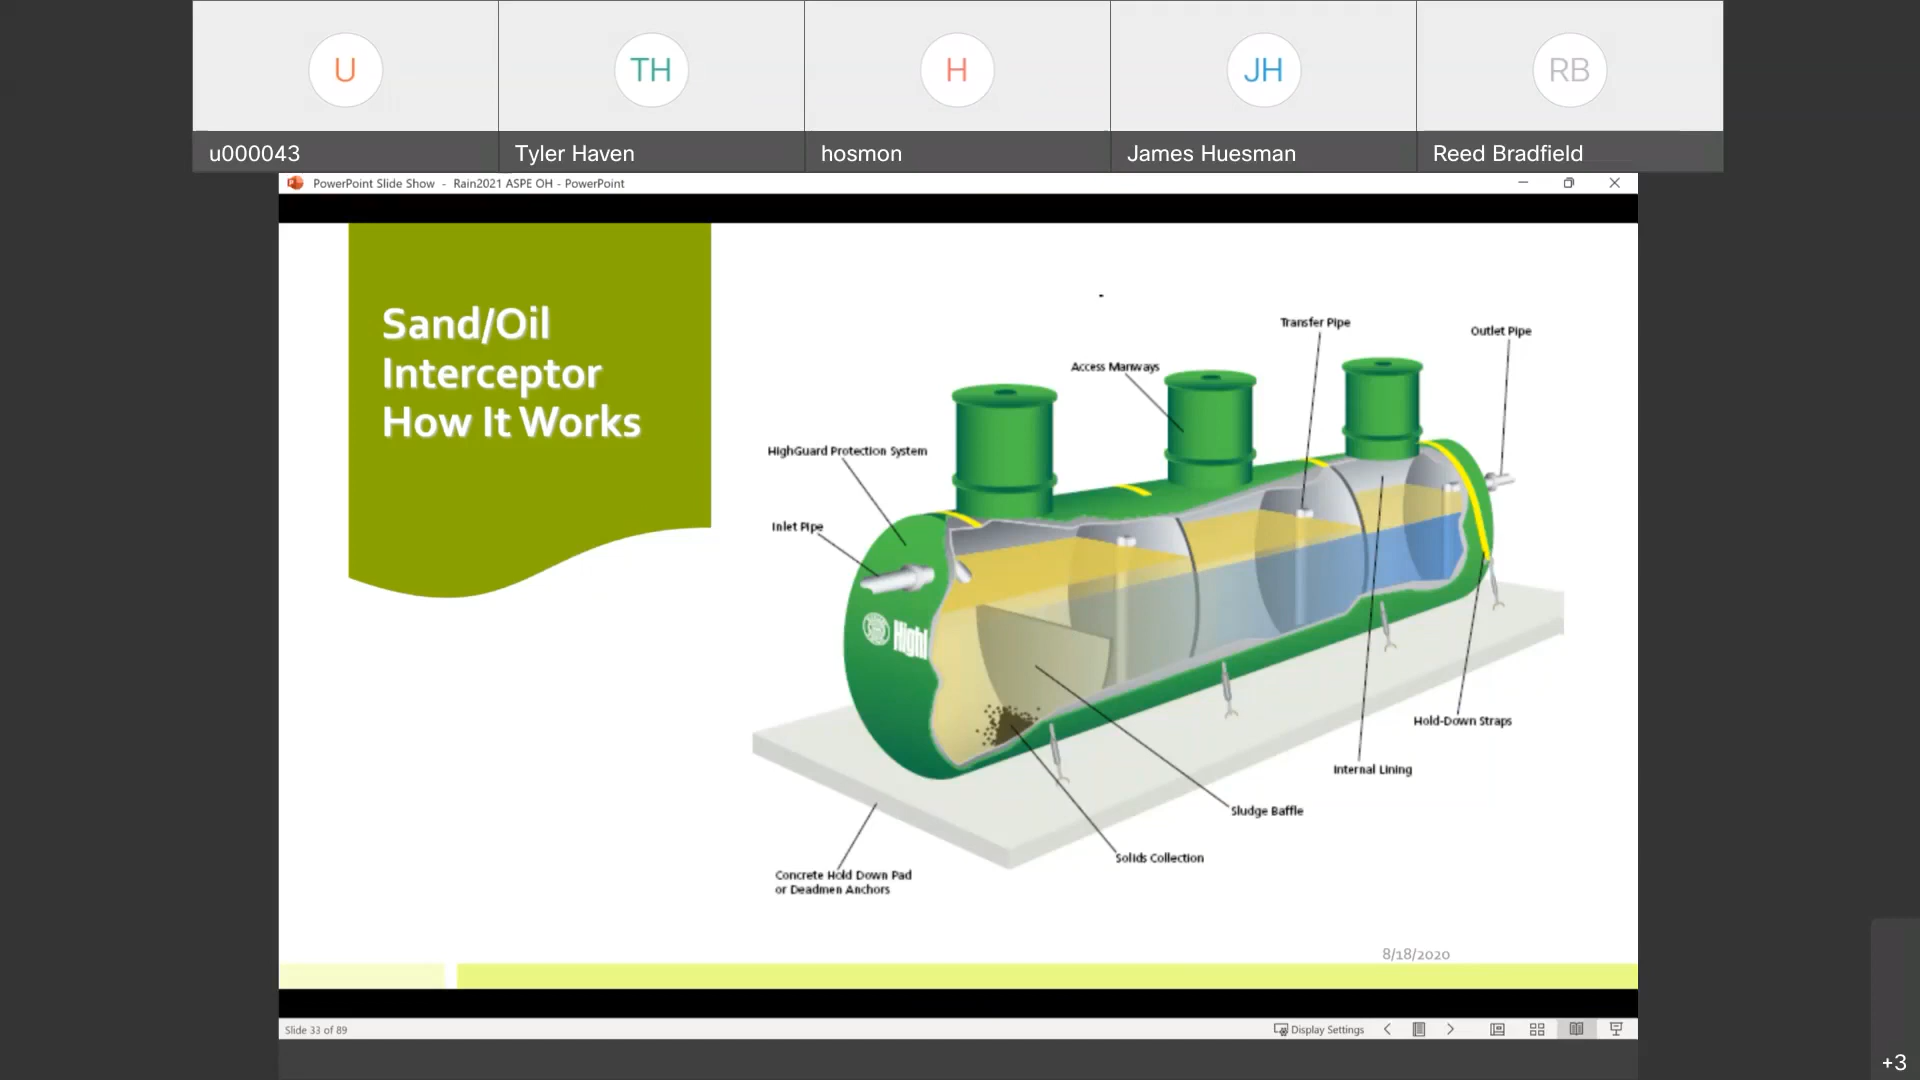 U
TH
H
JH
RB
u000043
Tyler Haven
hosmon
James Huesman
Reed Bradfield
PowerPoint Slide Show - Rain2021 ASPE OH - PowerPoint
Sand/Oil
Interceptor
How It Works
Transfer Pipe
Outlet Pipe
Access Manways
HighGuard Protection System
Inlet Pipe
Highl
Hold-Down Straps
Internal Lining
Sludge Baffle
Solids Collection
Concrete Hold Down Pad
or Deadmen Anchors
8/18/2020
Slide 33 of 89
Display Settings
+3